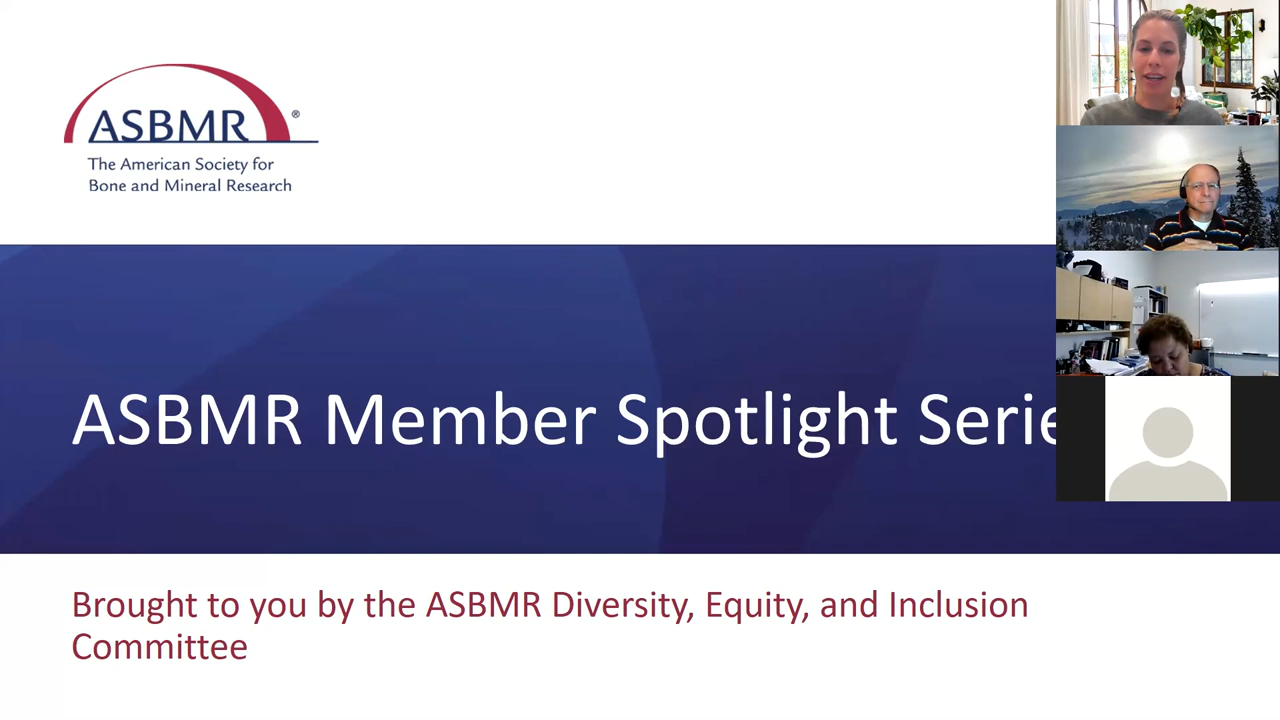 ASBMR®
The American Society for
Bone and Mineral Research
ASBMR Member Spotlight Serie
Brought to you by the ASBMR Diversity, Equity, and Inclusion
Committee